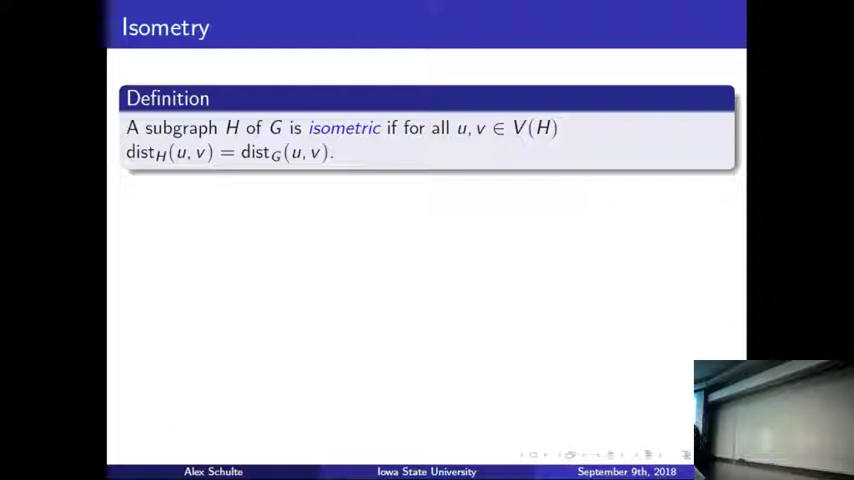 Isometry
Definition
A subgraph H of G is isometric if for all u, v ∈ V(H)
dist_H(u, v) = dist_G(u, v).
Alex Schulte
Iowa State University
September 9th, 2018